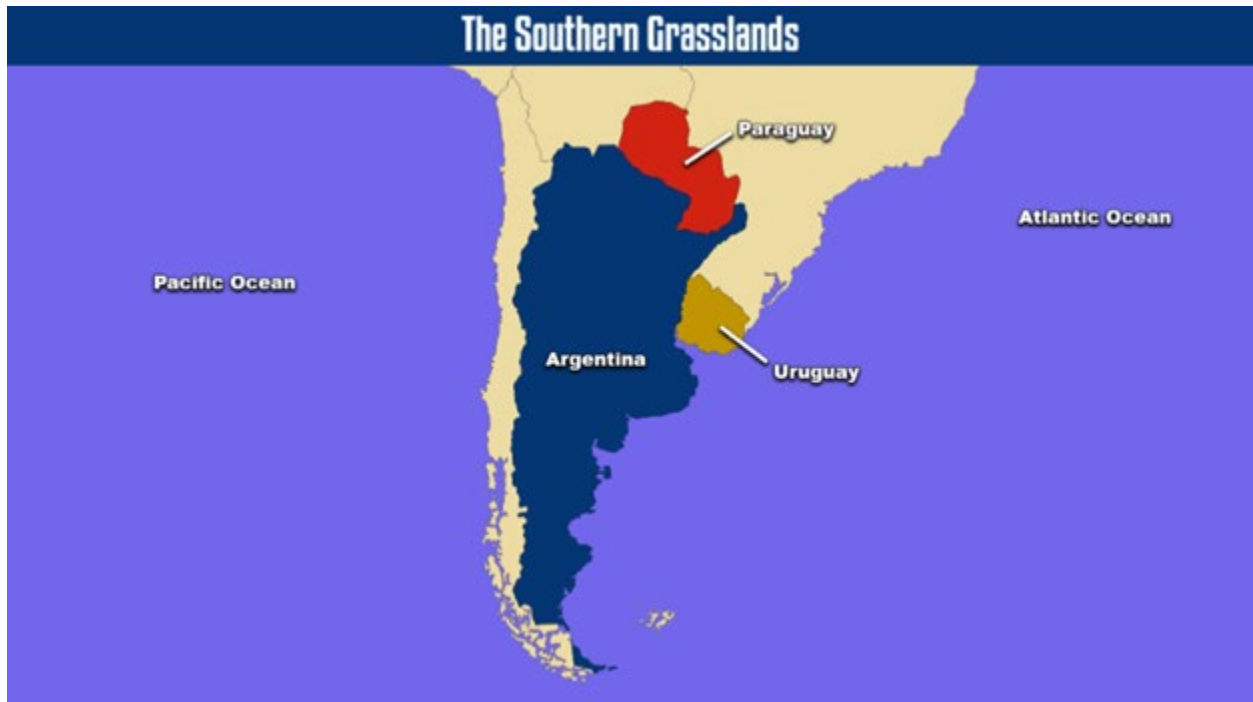 The Southern Grasslands
Paraguay
Atlantic Ocean
Pacific Ocean
Argentina
Uruguay